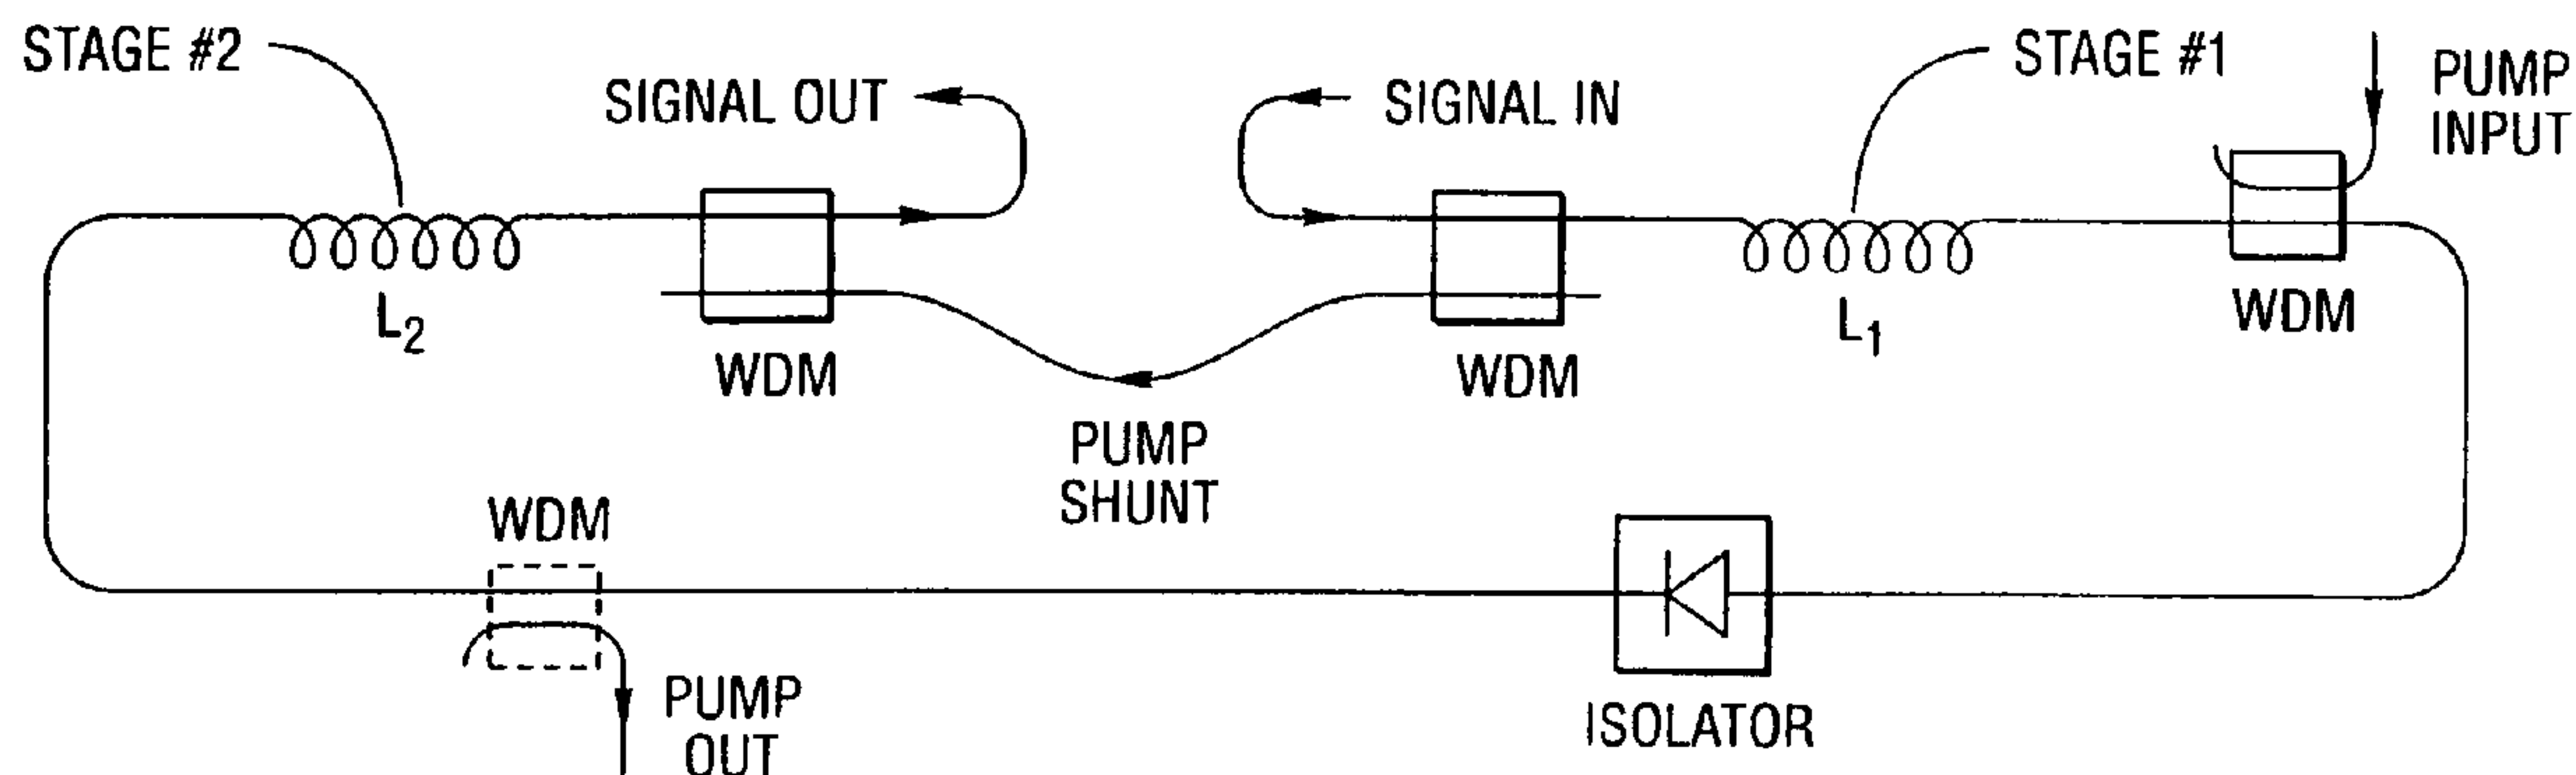 STAGE #2
SIGNAL OUT
SIGNAL IN
STAGE #1
PUMP
INPUT
L2
WDM
WDM
L1
WDM
PUMP
SHUNT
WDM
PUMP
OUT
ISOLATOR